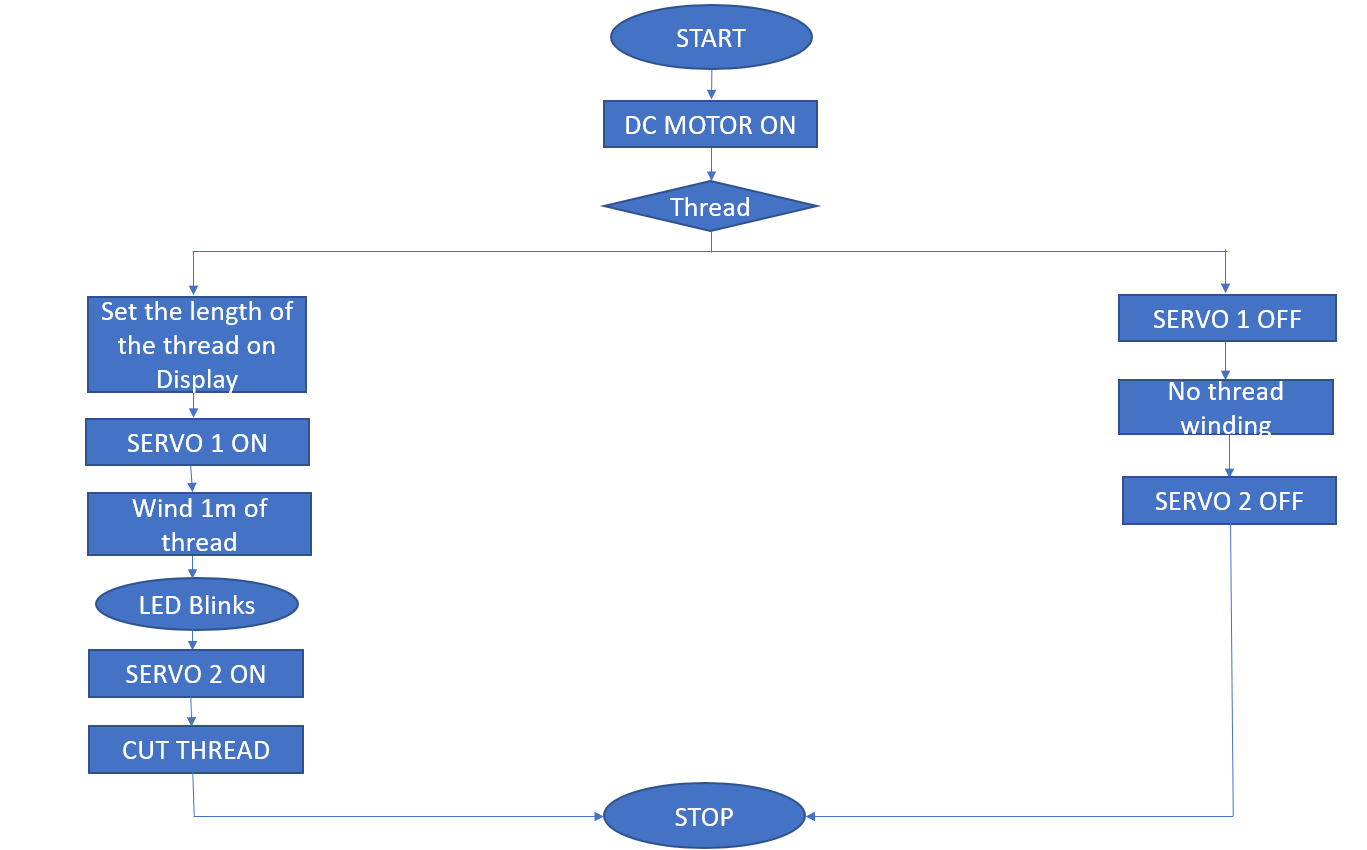 START
DC MOTOR ON
Thread
Set the length of
the thread on
Display
SERVO 1 ON
Wind 1m of
thread
LED Blinks
SERVO 2 ON
CUT THREAD
SERVO 1 OFF
No thread
winding
SERVO 2 OFF
STOP